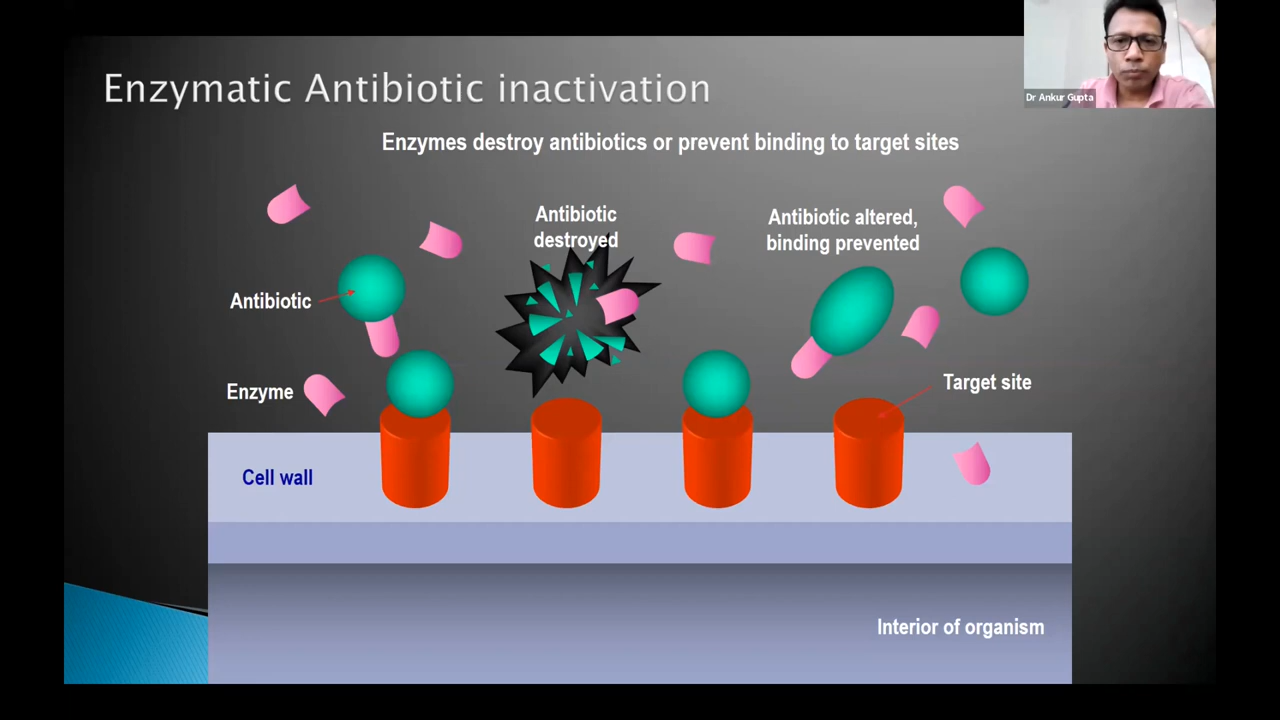 Enzymatic Antibiotic inactivation
Dr Ankur Gupta
Enzymes destroy antibiotics or prevent binding to target sites
Antibiotic
destroyed
Antibiotic altered,
binding prevented
Antibiotic
Enzyme
Target site
Cell wall
Interior of organism